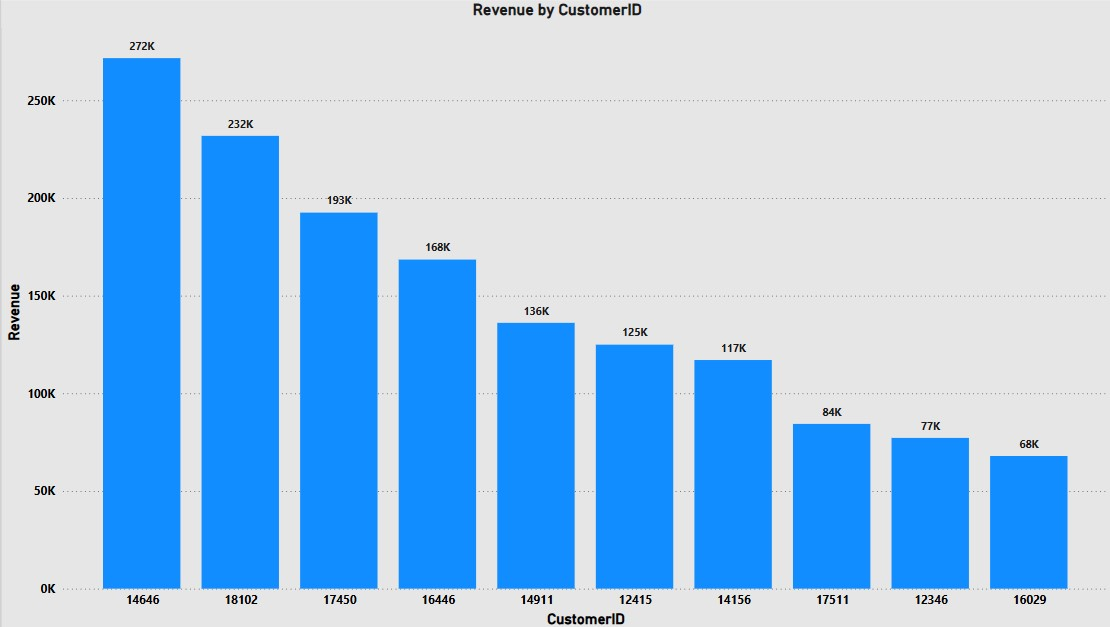 Revenue by CustomerID
272K
232K
193K
168K
136K
125K
117K
84K
77K
68K
250K
200K
150K
100K
50K
0K
Revenue
14646 18102 17450 16446 14911 12415 14156 17511 12346 16029
CustomerID